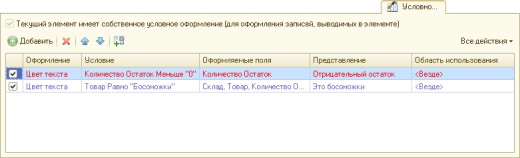 Условно...
Текущий элемент имеет собственное условное оформление (для оформления записей, выводимых в элементе)
Добавить Все действия
Оформление Условие Оформляемые поля Представление Область использования
Цвет текста Количество Остаток Меньше "0" Количество Остаток Отрицательный остаток <Везде>
Цвет текста Товар Равно "Босоножки" Склад, Товар, Количество О... Это босоножки <Везде>